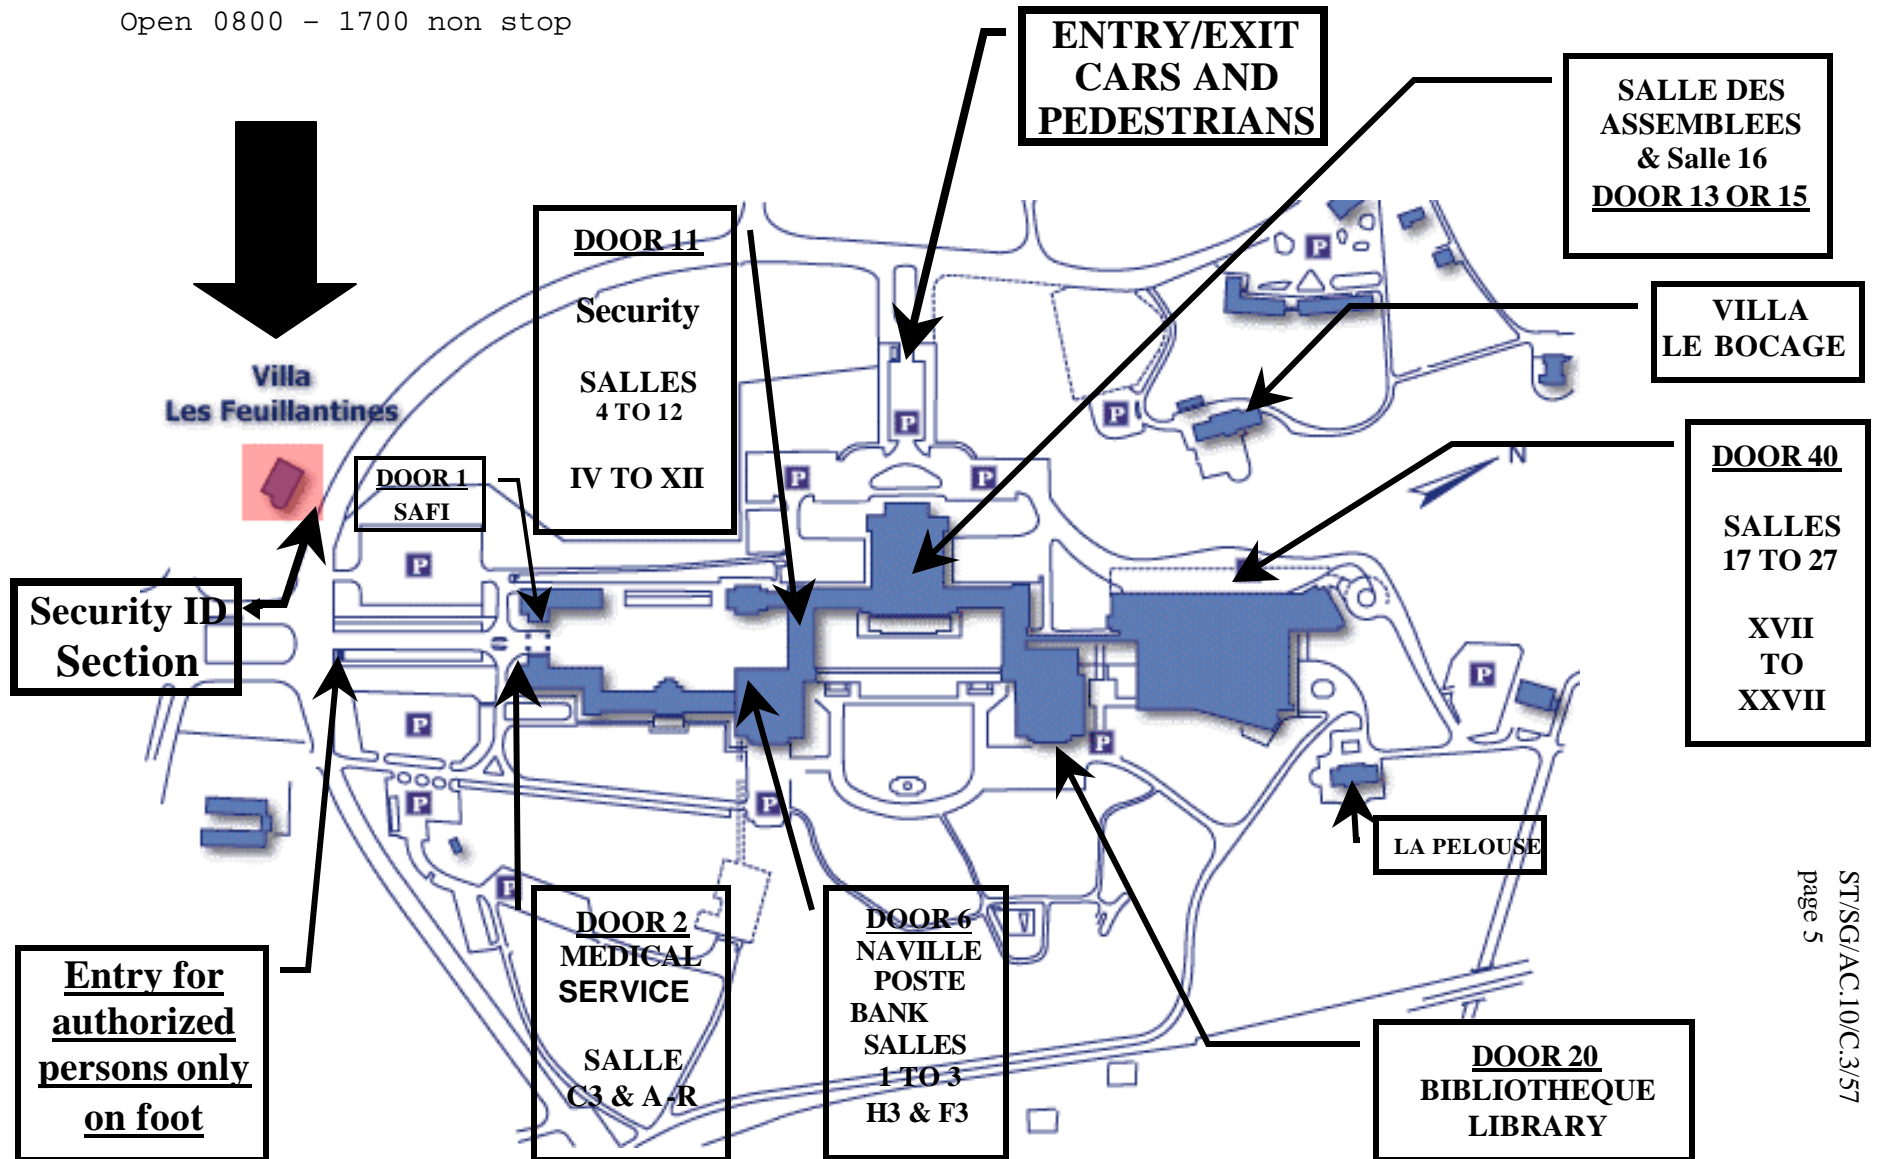 Open 0800 – 1700 non stop
ENTRY/EXIT
CARS AND
PEDESTRIANS
SALLE DES
ASSEMBLEES
& Salle 16
DOOR 13 OR 15
DOOR 11
Security
SALLES
4 TO 12
IV TO XII
VILLA
LE BOCAGE
Villa
Les Feuillantines
DOOR 1
SAFI
DOOR 40
SALLES
17 TO 27
XVII
TO
XXVII
N
P
P
P
P
P
P
P
P
P
P
P
P
P
Security ID
Section
LA PELOUSE
Entry for
authorized
persons only
on foot
DOOR 2
MEDICAL
SERVICE
SALLE
C3 & A-R
DOOR 6
NAVILLE
POSTE
BANK
SALLES
1 TO 3
H3 & F3
DOOR 20
BIBLIOTHEQUE
LIBRARY
ST/SG/AC.10/C.3/57
page 5